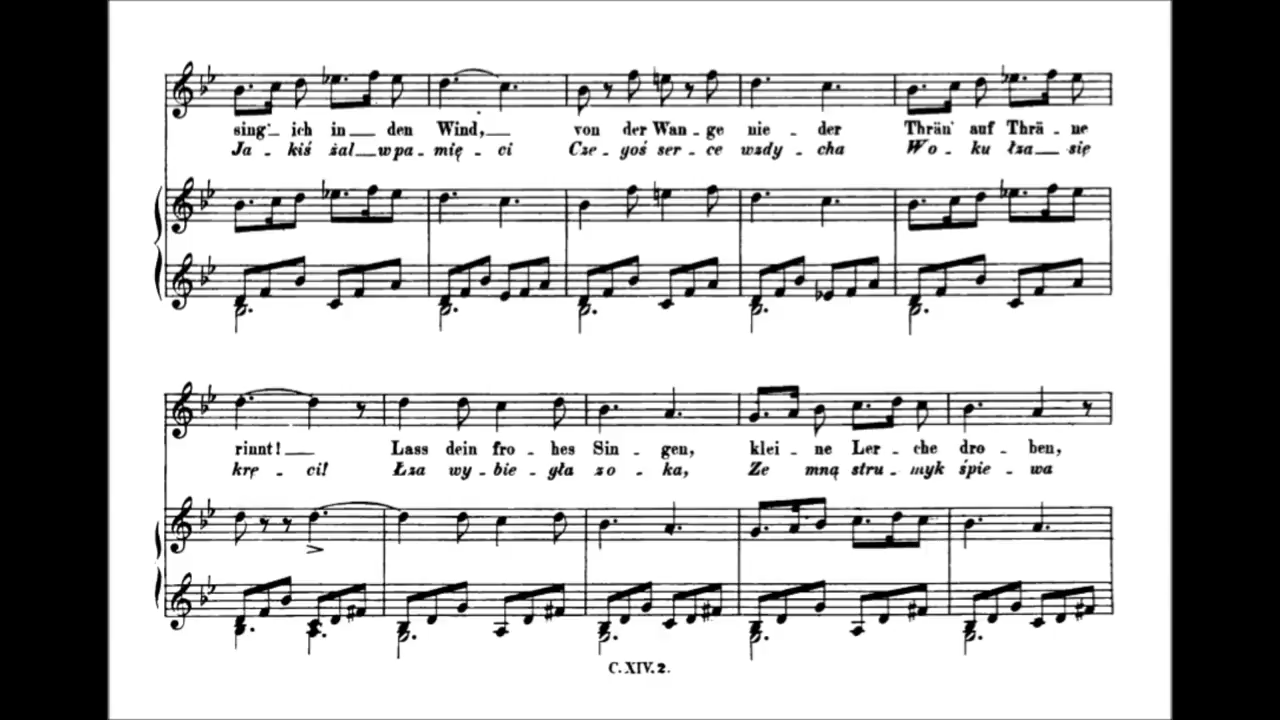 sing' - ich in - den Wind, von der Wan - ge nie - der Thrän' auf Thrä - ne
Ja - kiś żal w pa - mię - ci Cze - goś ser - ce wzdy - cha Wo - ku łza - się
rinnt! Lass dein fro - hes Sin - gen, klei - ne Ler - che dro - ben,
krę - ci! Łza wy - bie - gła zo - ka, Ze mną stru - myk śpie - wa
C. XIV. 2.